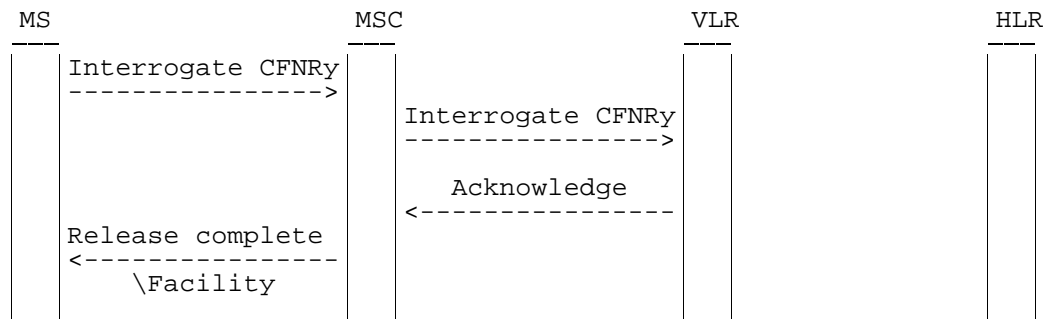 MS MSC VLR HLR
Interrogate CFNRy
---------------->
Interrogate CFNRy
---------------->
Acknowledge
<----------------
Release complete
<----------------
\Facility